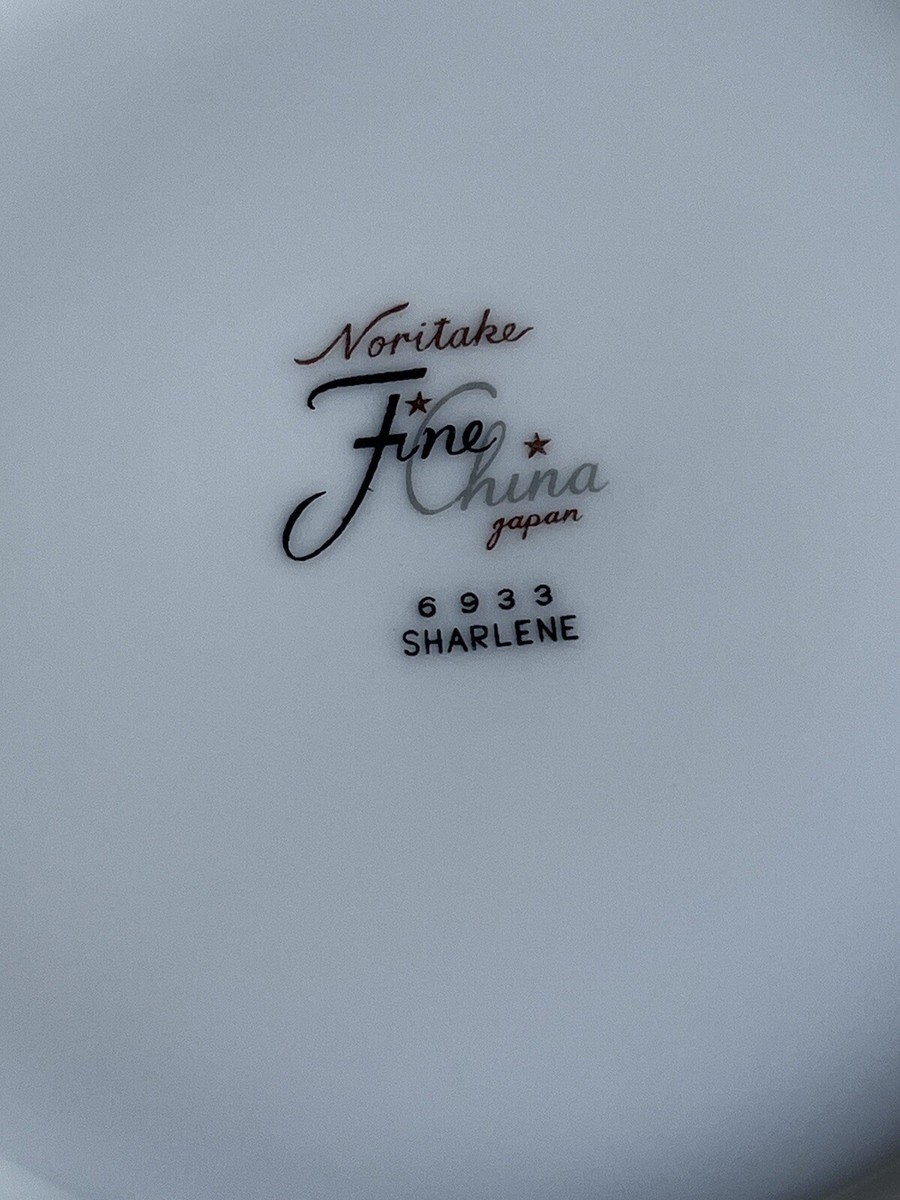 Noritake
Fine China
japan
6933
SHARLENE